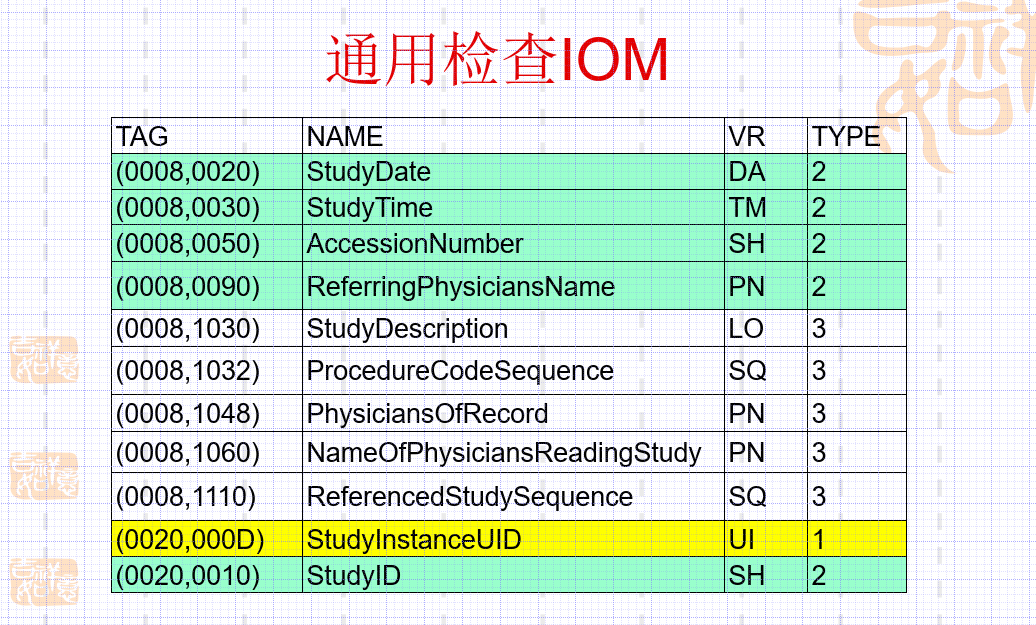 通用检查IOM
TAG NAME VR TYPE
(0008,0020) StudyDate DA 2
(0008,0030) StudyTime TM 2
(0008,0050) AccessionNumber SH 2
(0008,0090) ReferringPhysiciansName PN 2
(0008,1030) StudyDescription LO 3
(0008,1032) ProcedureCodeSequence SQ 3
(0008,1048) PhysiciansOfRecord PN 3
(0008,1060) NameOfPhysiciansReadingStudy PN 3
(0008,1110) ReferencedStudySequence SQ 3
(0020,000D) StudyInstanceUID UI 1
(0020,0010) StudyID SH 2